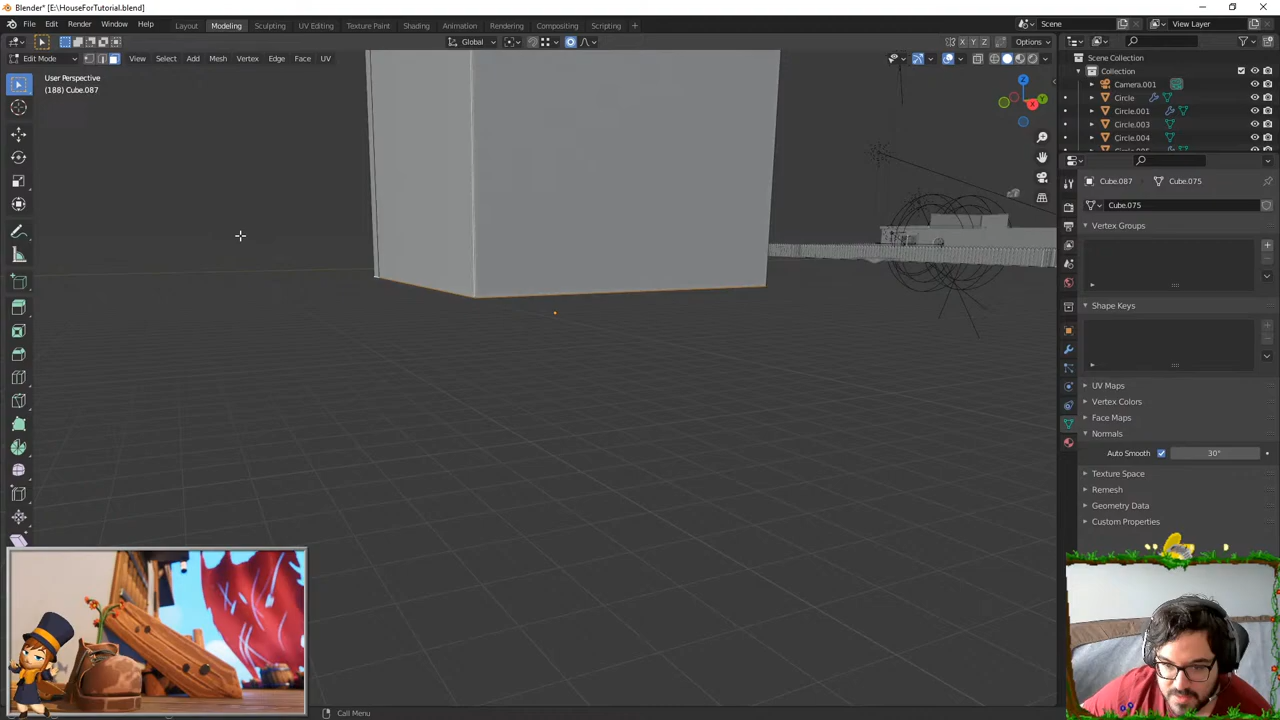 Blender* [E:\HouseForTutorial.blend]
File Edit Render Window Help Layout Modeling Sculpting UV Editing Texture Paint Shading Animation Rendering Compositing Scripting + Scene View Layer
Global X Y Z Options
Edit Mode View Select Add Mesh Vertex Edge Face UV
User Perspective
(188) Cube.087
Scene Collection
Collection
Camera.001
Circle
Circle.001
Circle.003
Circle.004
Cube.087 Cube.075
Cube.075
Vertex Groups
Shape Keys
UV Maps
Vertex Colors
Face Maps
Normals
Auto Smooth 30°
Texture Space
Remesh
Geometry Data
Custom Properties
Call Menu